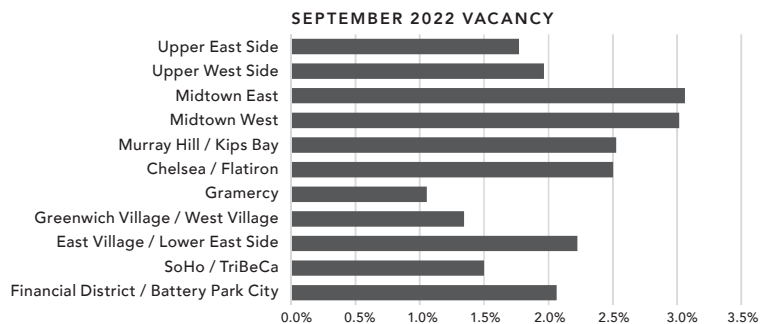 SEPTEMBER 2022 VACANCY
Upper East Side
Upper West Side
Midtown East
Midtown West
Murray Hill / Kips Bay
Chelsea / Flatiron
Gramercy
Greenwich Village / West Village
East Village / Lower East Side
SoHo / TriBeCa
Financial District / Battery Park City
0.0% 0.5% 1.0% 1.5% 2.0% 2.5% 3.0% 3.5%